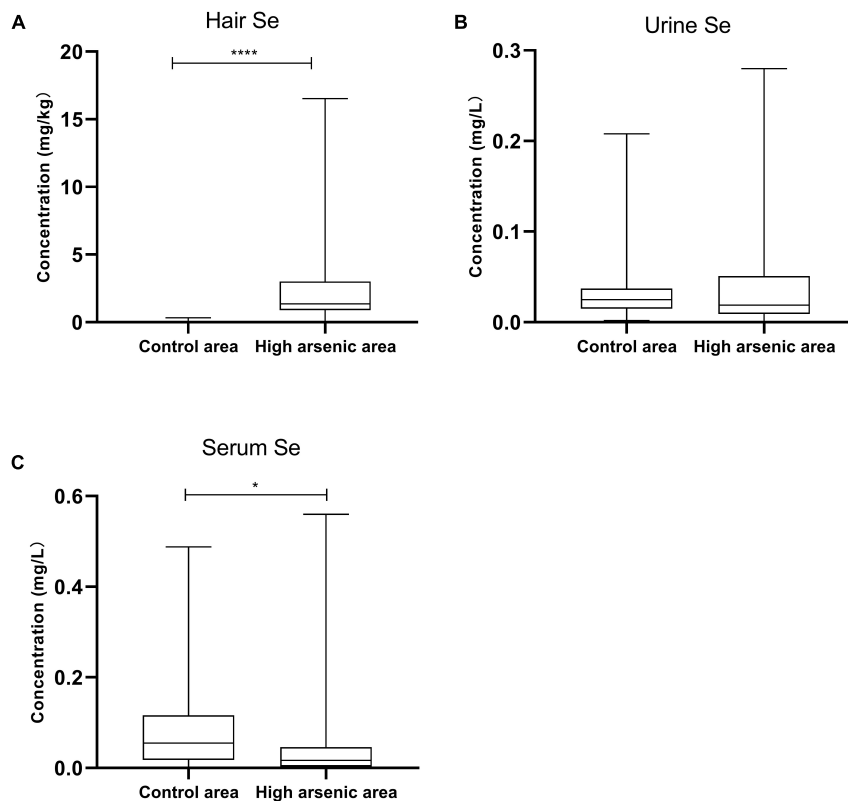 A
Hair Se
Concentration (mg/kg）
20
15
10
5
0
****
Control area
High arsenic area
B
Urine Se
Concentration (mg/L）
0.3
0.2
0.1
0.0
Control area
High arsenic area
C
Serum Se
Concentration (mg/L）
0.6
0.4
0.2
0.0
*
Control area
High arsenic area